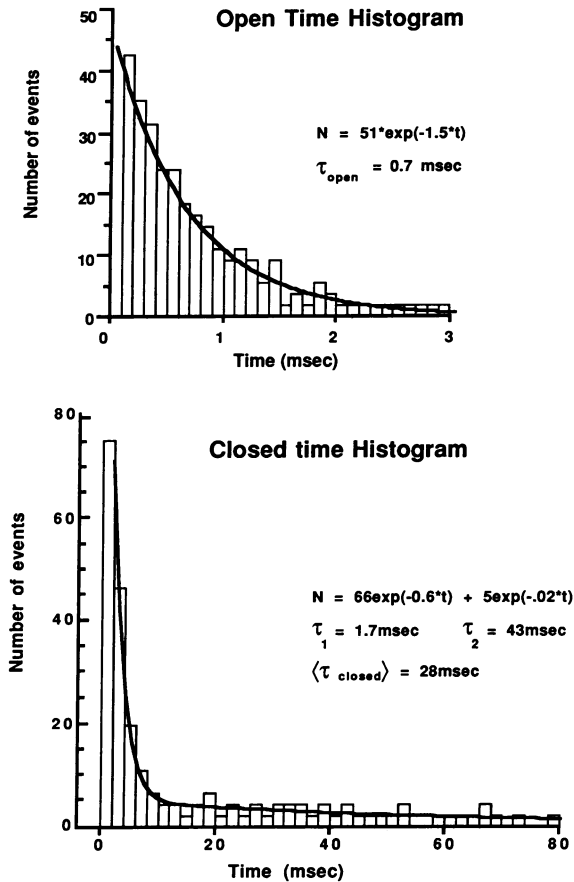 Open Time Histogram
50
40
30
20
10
0
Number of events
N = 51*exp(-1.5*t)
τopen = 0.7 msec
0 1 2 3
Time (msec)
Closed time Histogram
80
60
40
20
0
Number of events
N = 66exp(-0.6*t) + 5exp(-.02*t)
τ1 = 1.7msec τ2 = 43msec
⟨τ closed⟩ = 28msec
0 20 40 60 80
Time (msec)